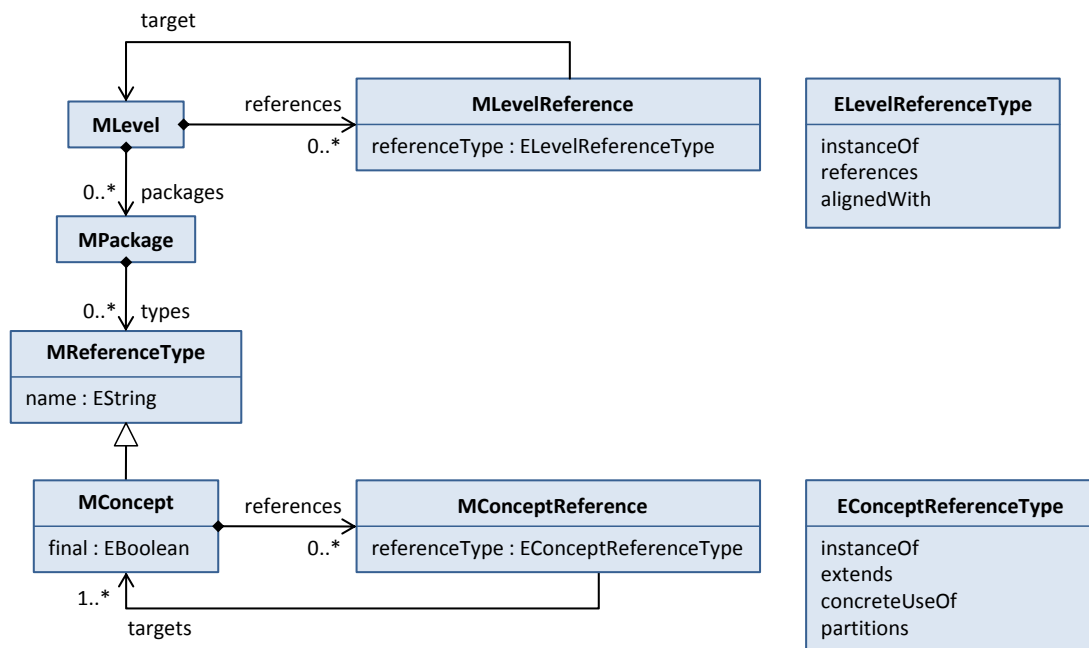 target
MLevel
references
0..*
MLevelReference
referenceType : ELevelReferenceType
ELevelReferenceType
instanceOf
references
alignedWith
0..* packages
MPackage
0..* types
MReferenceType
name : EString
MConcept
final : EBoolean
references
0..*
MConceptReference
referenceType : EConceptReferenceType
EConceptReferenceType
instanceOf
extends
concreteUseOf
partitions
1..*
targets